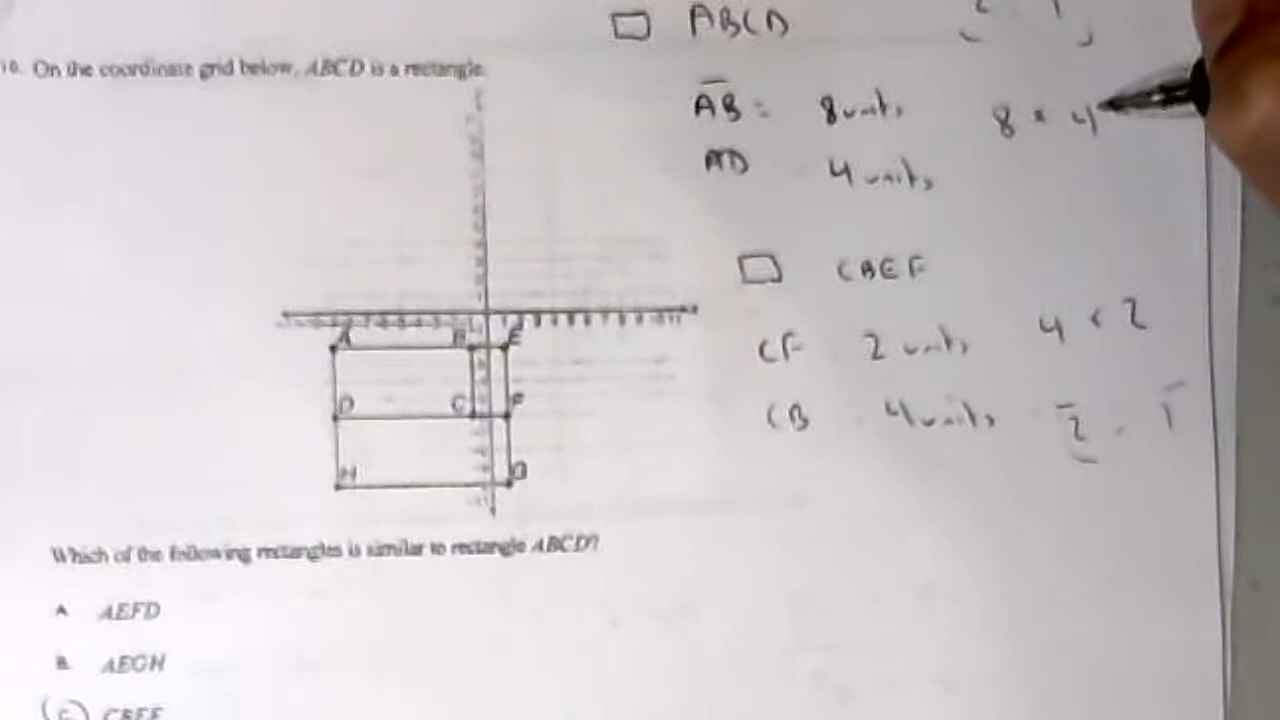 ABCD
10. On the coordinate grid below, ABCD is a rectangle.
AB = 8 units 8 × 4
AD 4 units
CBEF
CF 2 units 4 × 2
CB 4 units 2 1
A B E
D C F
H G
Which of the following rectangles is similar to rectangle ABCD?
A. AEFD
B. AEGH
(C) CBEF